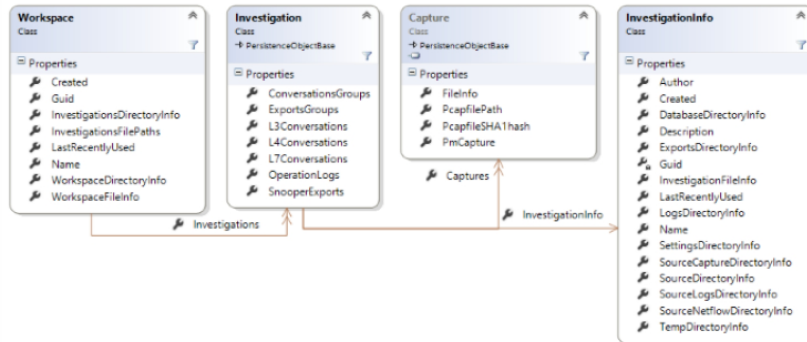 Workspace
Class
Properties
Created
Guid
InvestigationsDirectoryInfo
InvestigationsFilePaths
LastRecentlyUsed
Name
WorkspaceDirectoryInfo
WorkspaceFileInfo
Investigations
Investigation
Class
PersistenceObjectBase
Properties
ConversationsGroups
ExportsGroups
L3Conversations
L4Conversations
L7Conversations
OperationLogs
SnooperExports
Captures
InvestigationInfo
Capture
Class
PersistenceObjectBase
Properties
FileInfo
PcapfilePath
PcapfileSHA1hash
PmCapture
InvestigationInfo
Class
Properties
Author
Created
DatabaseDirectoryInfo
Description
ExportsDirectoryInfo
Guid
InvestigationFileInfo
LastRecentlyUsed
LogsDirectoryInfo
Name
SettingsDirectoryInfo
SourceCaptureDirectoryInfo
SourceDirectoryInfo
SourceLogsDirectoryInfo
SourceNetflowDirectoryInfo
TempDirectoryInfo